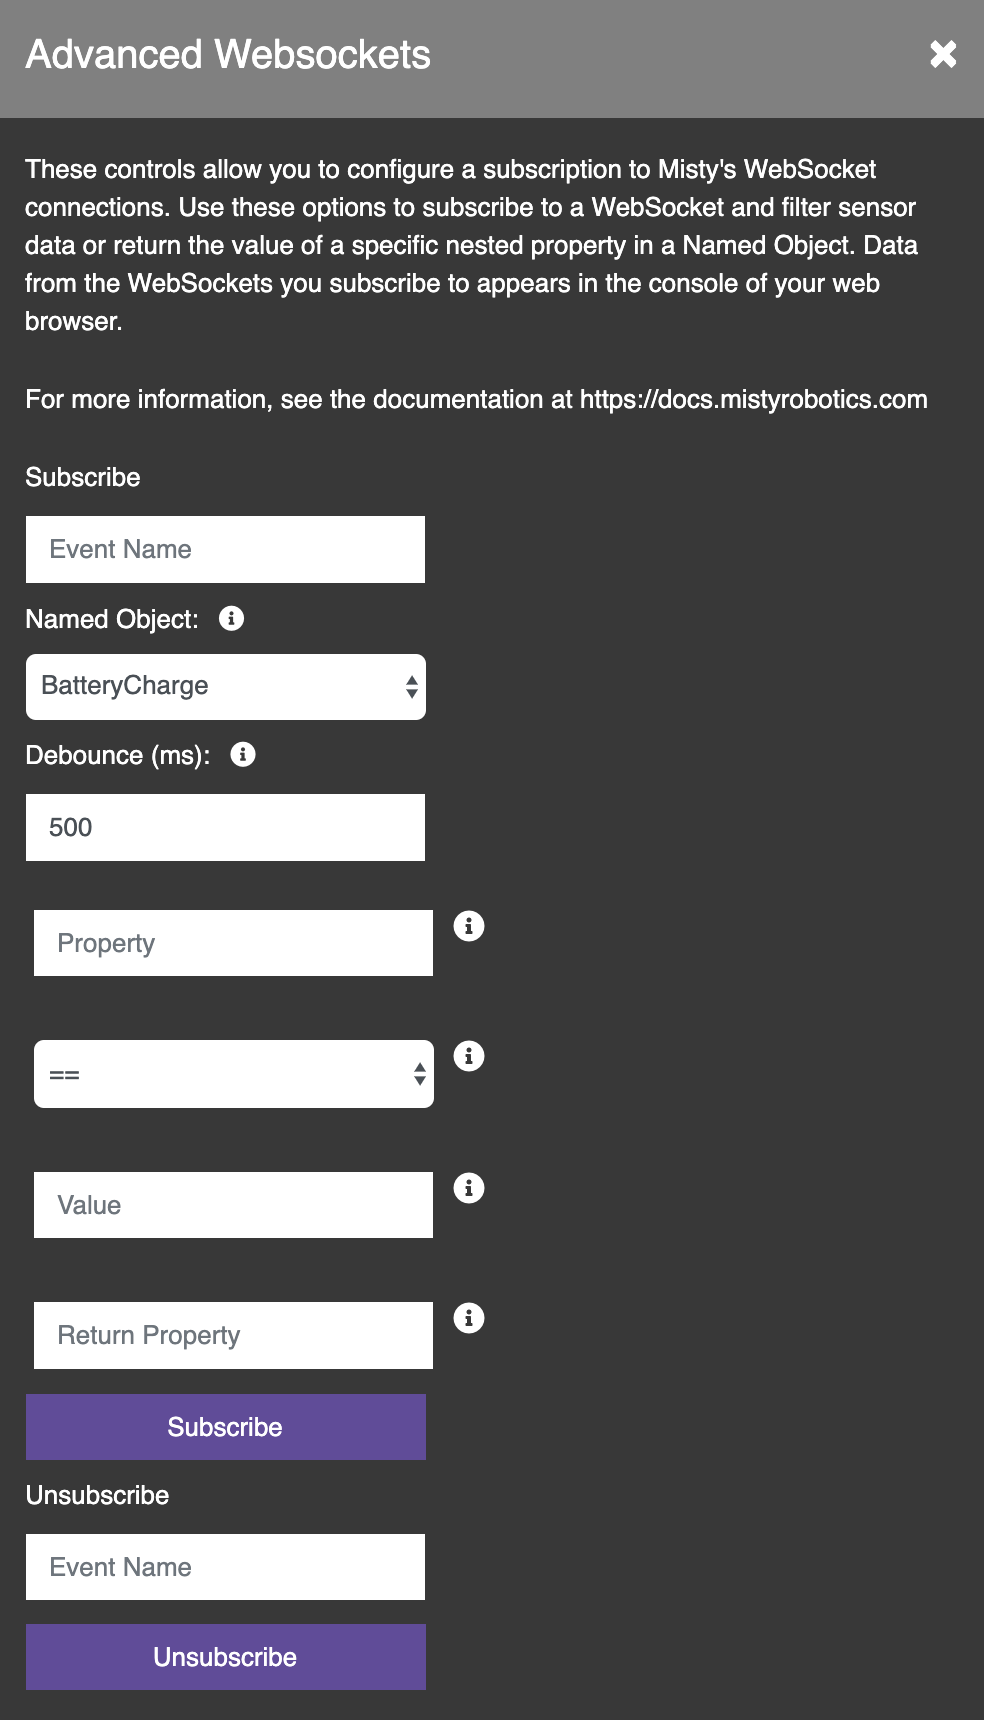 Advanced Websockets
These controls allow you to configure a subscription to Misty's WebSocket
connections. Use these options to subscribe to a WebSocket and filter sensor
data or return the value of a specific nested property in a Named Object. Data
from the WebSockets you subscribe to appears in the console of your web
browser.
For more information, see the documentation at https://docs.mistyrobotics.com
Subscribe
Event Name
Named Object:
BatteryCharge
Debounce (ms):
500
Property
==
Value
Return Property
Subscribe
Unsubscribe
Event Name
Unsubscribe